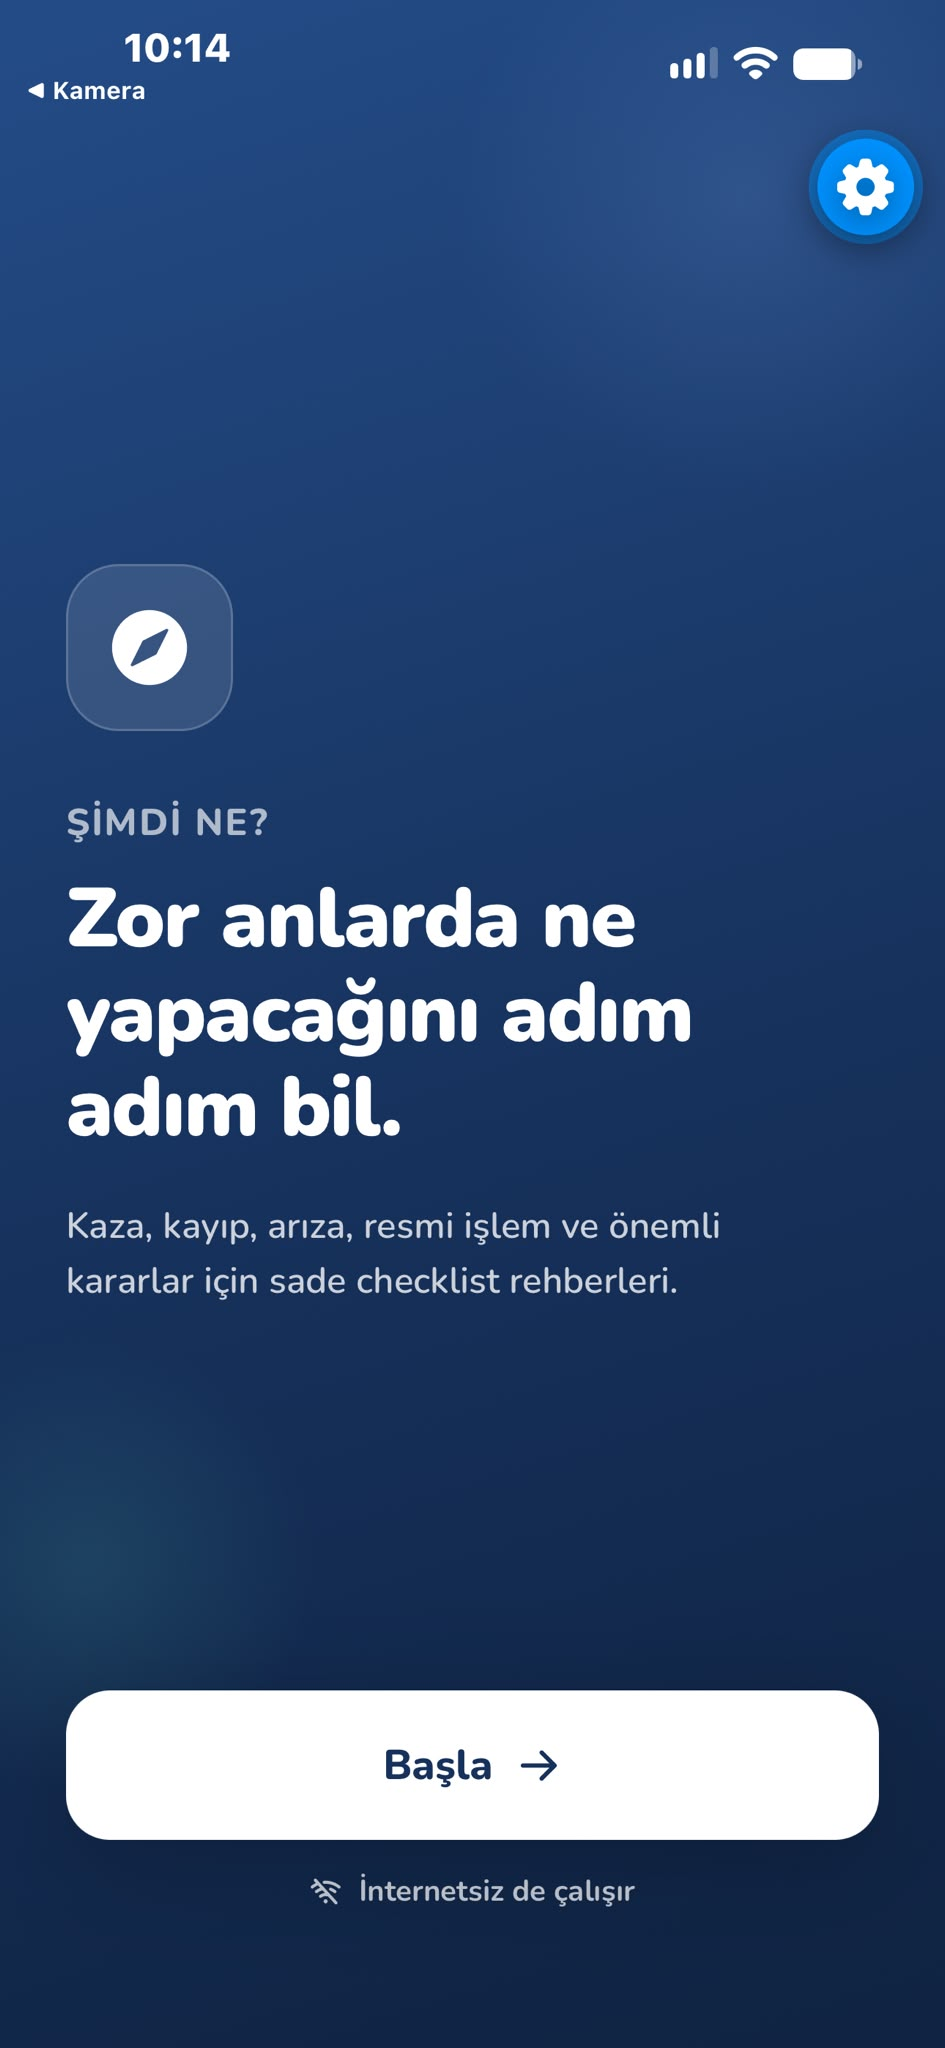 10:14
◀ Kamera
ŞİMDİ NE?
Zor anlarda ne
yapacağını adım
adım bil.
Kaza, kayıp, arıza, resmi işlem ve önemli
kararlar için sade checklist rehberleri.
Başla →
İnternetsiz de çalışır